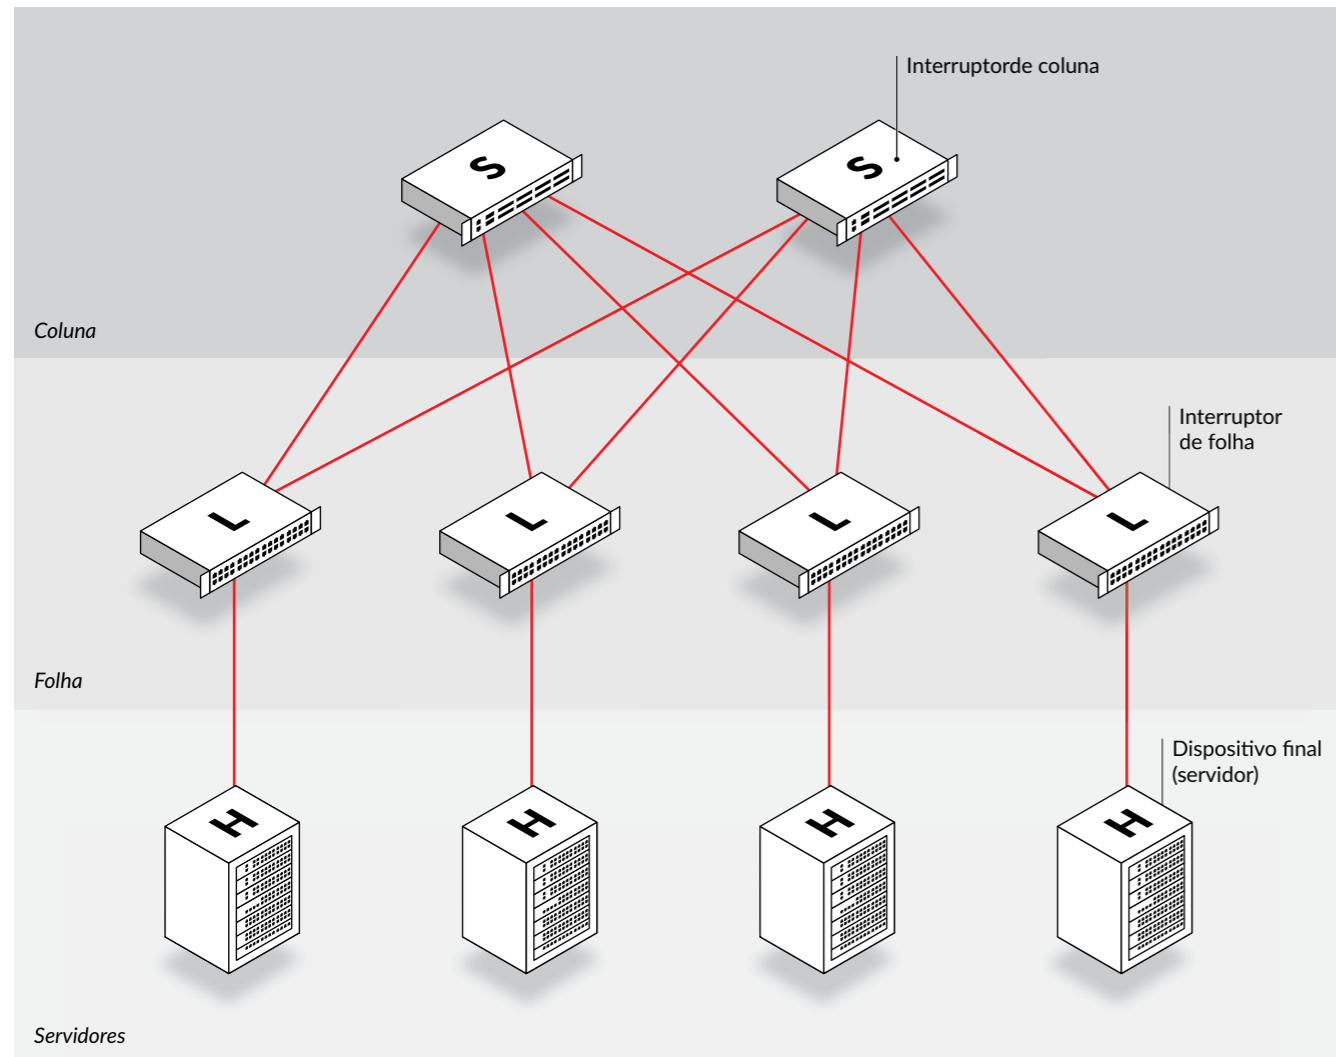 Interruptorde coluna
S
S
Coluna
Interruptor
de folha
L
L
L
L
Folha
Dispositivo final
(servidor)
H
H
H
H
Servidores